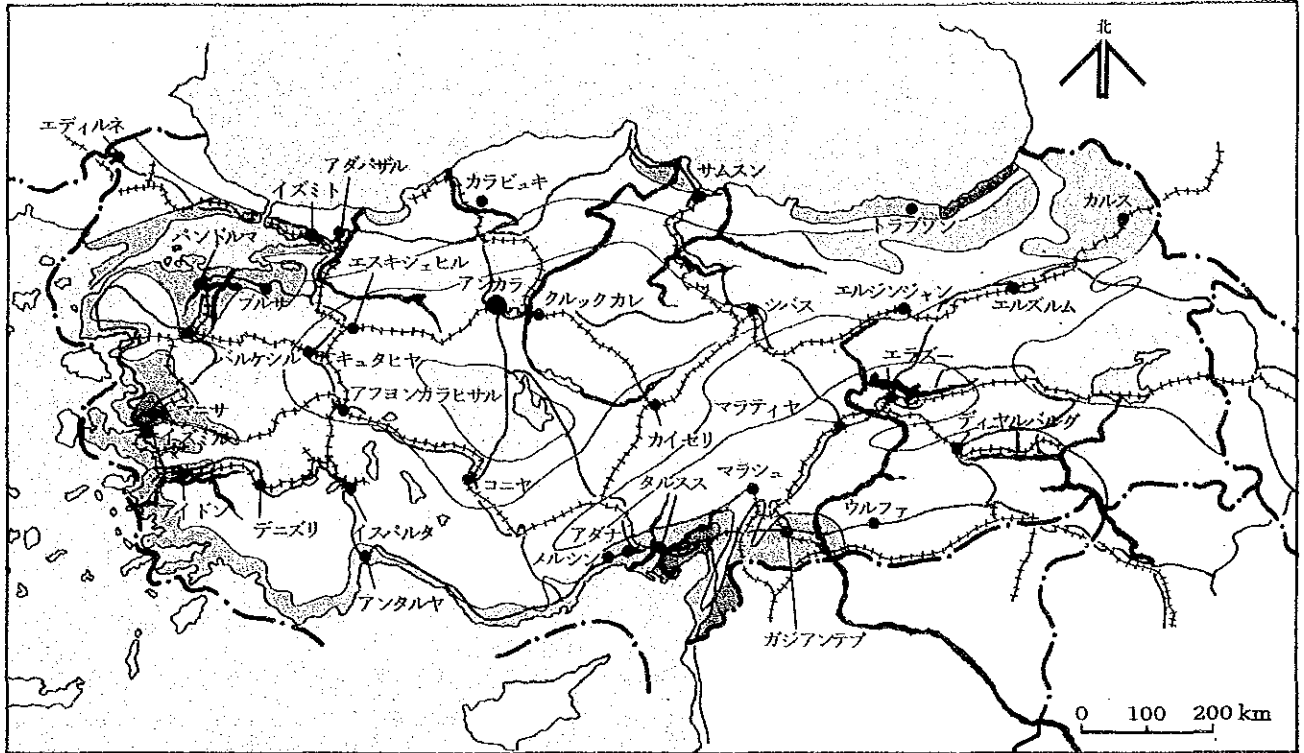 北
エディルネ
アダパザル
イズミト
カラビュキ
サムスン
トラブゾン
カルス
バンドルマ
エスキシェヒル
ブルサ
アンカラ
クルックカレ
シバス
エルジンジャン
エルズルム
バルケシル
キュタヒヤ
アフヨンカラヒサル
マニサ
イズミル
カイセリ
マラティヤ
エラズー
ディヤルバルグ
アイドン
デニズリ
イスパルタ
コニヤ
タルスス
マラシュ
アダナ
メルシン
ウルファ
アンタルヤ
ガジアンテプ
0 100 200 km